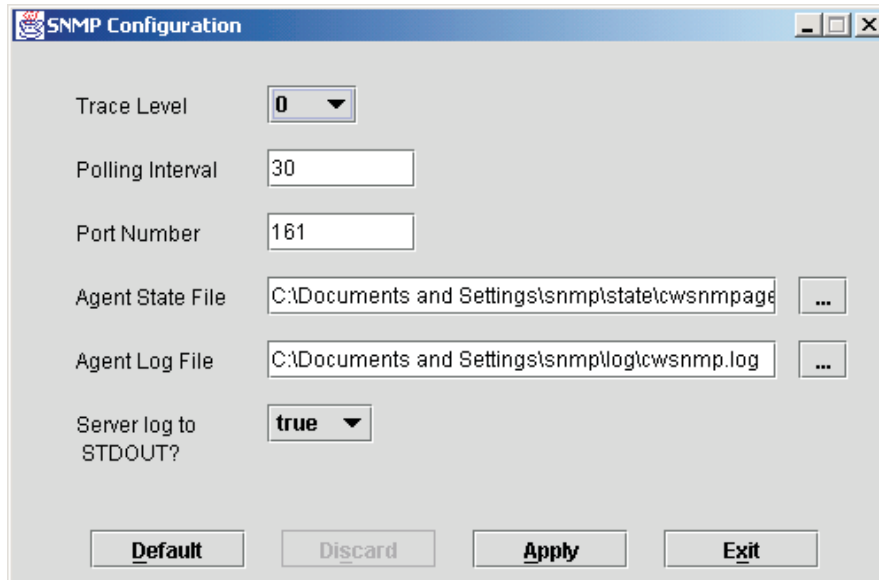 SNMP Configuration
Trace Level 0
Polling Interval 30
Port Number 161
Agent State File C:\Documents and Settings\snmp\state\cwsnmpage ...
Agent Log File C:\Documents and Settings\snmp\log\cwsnmp.log ...
Server log to true
STDOUT?
Default Discard Apply Exit